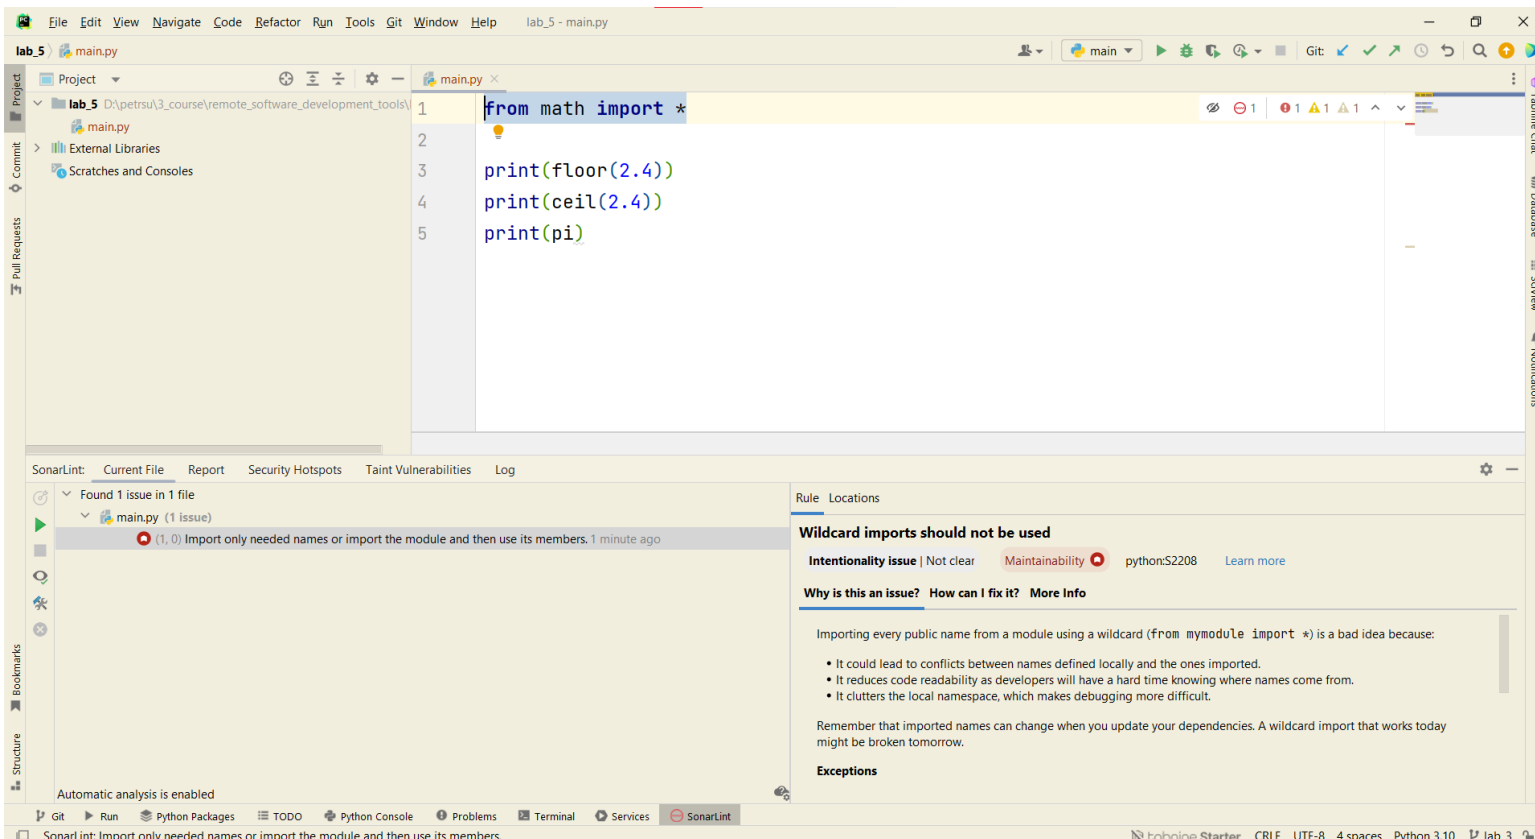 File Edit View Navigate Code Refactor Run Tools Git Window Help lab_5 - main.py
lab_5 main.py
main
Git:
Project
main.py
lab_5 D:\petrsu\3_course\remote_software_development_tools\
main.py
External Libraries
Scratches and Consoles
Project
Commit
Pull Requests
Bookmarks
Structure
1 from math import *
2
3 print(floor(2.4))
4 print(ceil(2.4))
5 print(pi)
1 1 1 1
Database
SciView
Notifications
SonarLint: Current File Report Security Hotspots Taint Vulnerabilities Log
Found 1 issue in 1 file
main.py (1 issue)
(1, 0) Import only needed names or import the module and then use its members. 1 minute ago
Automatic analysis is enabled
Rule Locations
Wildcard imports should not be used
Intentionality issue | Not clear Maintainability python:S2208 Learn more
Why is this an issue? How can I fix it? More Info
Importing every public name from a module using a wildcard (from mymodule import *) is a bad idea because:
• It could lead to conflicts between names defined locally and the ones imported.
• It reduces code readability as developers will have a hard time knowing where names come from.
• It clutters the local namespace, which makes debugging more difficult.
Remember that imported names can change when you update your dependencies. A wildcard import that works today
might be broken tomorrow.
Exceptions
Git Run Python Packages TODO Python Console Problems Terminal Services SonarLint
SonarLint: Import only needed names or import the module and then use its members.
Starter CRLF UTF-8 4 spaces Python 3.10 lab_3